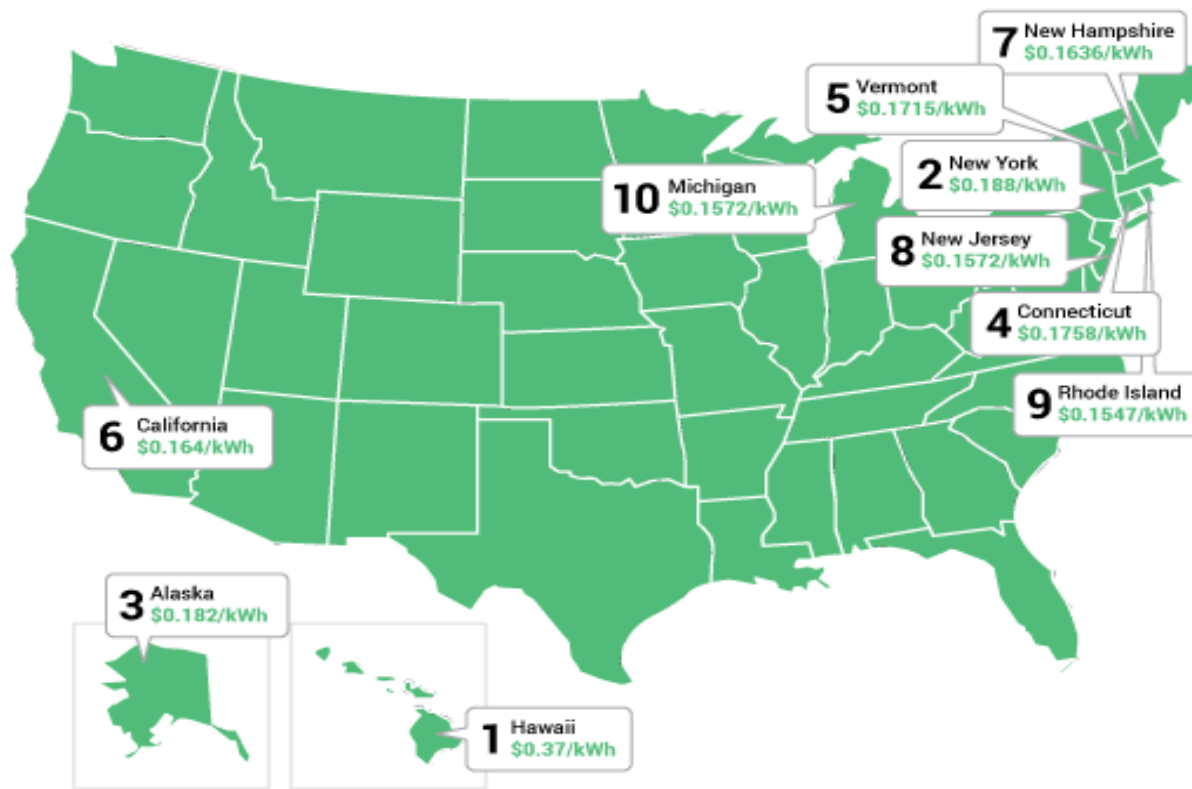 7 New Hampshire
$0.1636/kWh
5 Vermont
$0.1715/kWh
2 New York
$0.188/kWh
10 Michigan
$0.1572/kWh
8 New Jersey
$0.1572/kWh
4 Connecticut
$0.1758/kWh
9 Rhode Island
$0.1547/kWh
6 California
$0.164/kWh
3 Alaska
$0.182/kWh
1 Hawaii
$0.37/kWh